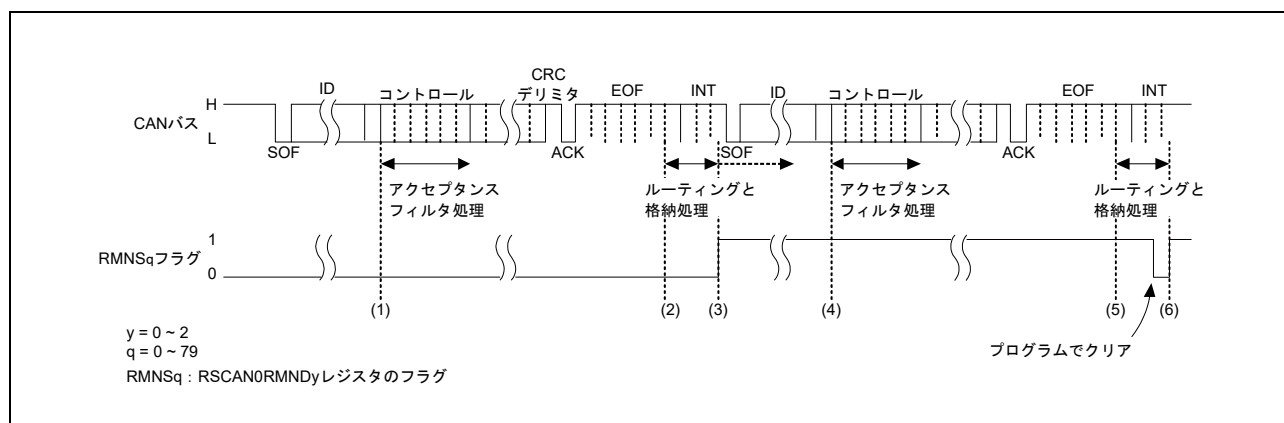 CRC
ID コントロール デリミタ EOF INT ID コントロール EOF INT
H
CANバス
L
SOF ACK SOF ACK
アクセプタンス
フィルタ処理
ルーティングと
格納処理
アクセプタンス
フィルタ処理
ルーティングと
格納処理
1
RMNSqフラグ
0
(1) (2) (3) (4) (5) (6)
プログラムでクリア
y = 0 ~ 2
q = 0 ~ 79
RMNSq : RSCAN0RMNDyレジスタのフラグ